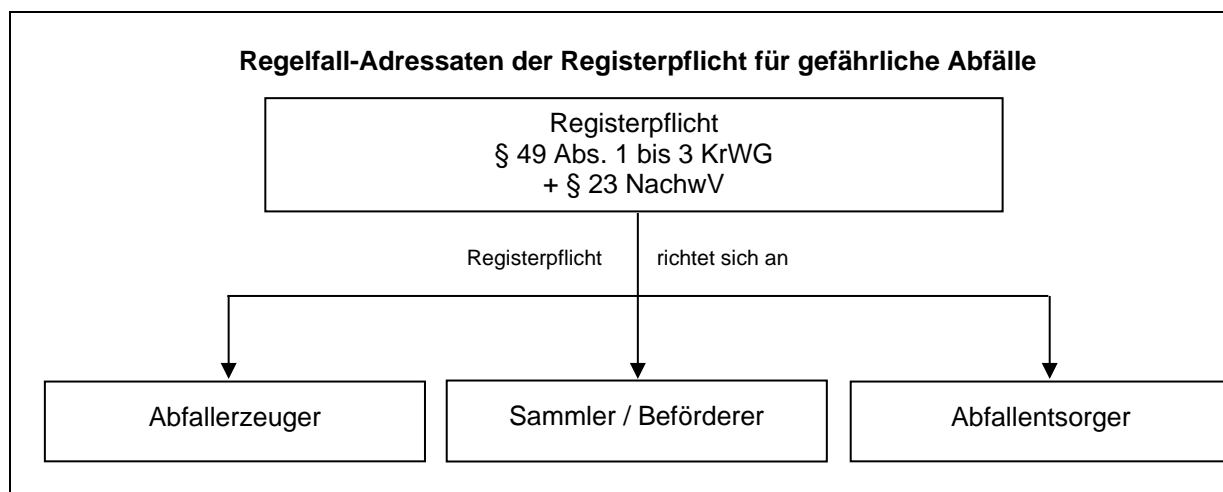 Regelfall-Adressaten der Registerpflicht für gefährliche Abfälle
Registerpflicht
§ 49 Abs. 1 bis 3 KrWG
+ § 23 NachwV
Registerpflicht richtet sich an
Abfallerzeuger
Sammler / Beförderer
Abfallentsorger